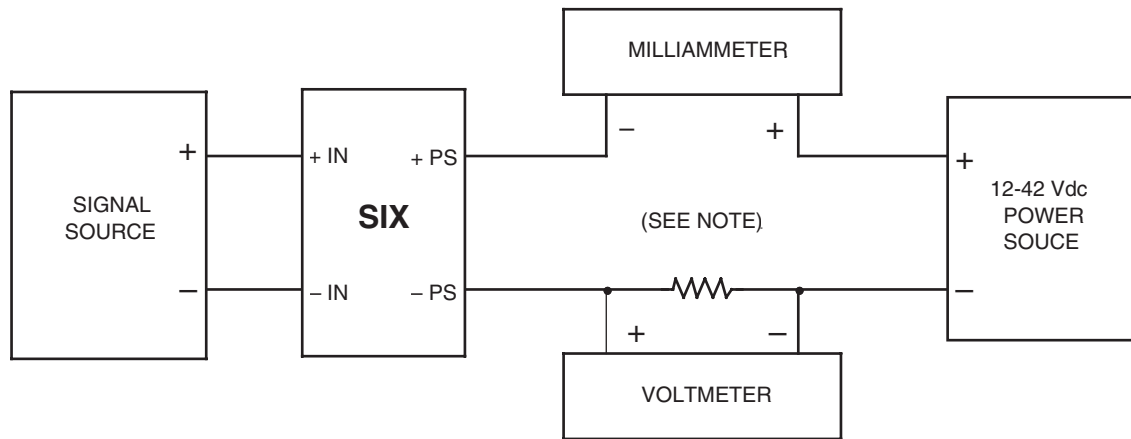 MILLIAMMETER
− +
+ + IN + PS +
SIGNAL
SOURCE
SIX
(SEE NOTE)
12-42 Vdc
POWER
SOUCE
− − IN − PS −
+ −
VOLTMETER